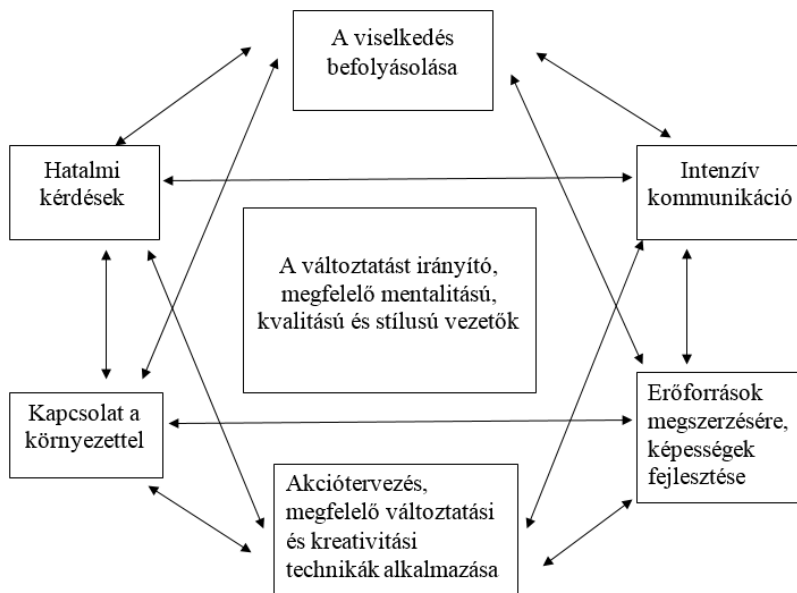 A viselkedés
befolyásolása
Hatalmi
kérdések
Intenzív
kommunikáció
A változtatást irányító,
megfelelő mentalitású,
kvalitású és stílusú vezetők
Kapcsolat a
környezettel
Erőforrások
megszerzésére,
képességek
fejlesztése
Akciótervezés,
megfelelő változtatási
és kreativitási
technikák alkalmazása